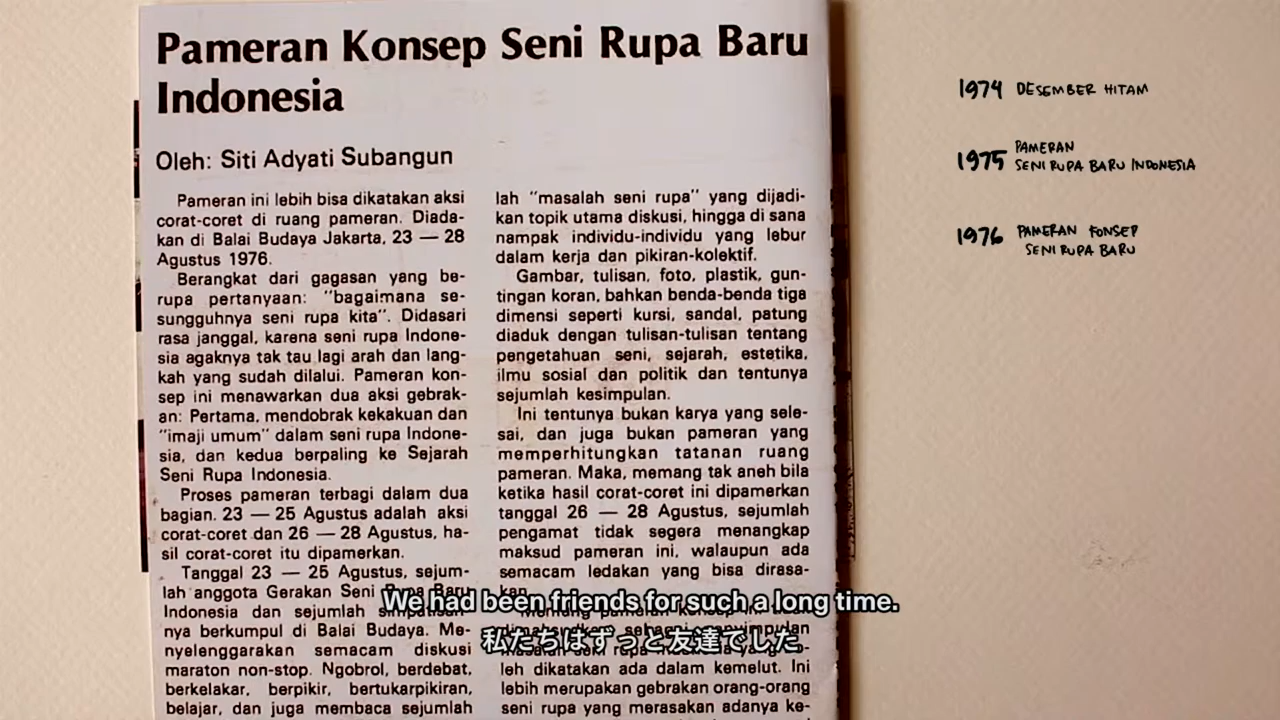 Pameran Konsep Seni Rupa Baru
Indonesia
Oleh: Siti Adyati Subangun
Pameran ini lebih bisa dikatakan aksi
corat-coret di ruang pameran. Diada-
kan di Balai Budaya Jakarta, 23 — 28
Agustus 1976.
Berangkat dari gagasan yang be-
rupa pertanyaan: "bagaimana se-
sungguhnya seni rupa kita". Didasari
rasa janggal, karena seni rupa Indone-
sia agaknya tak tau lagi arah dan lang-
kah yang sudah dilalui. Pameran kon-
sep ini menawarkan dua aksi gebrak-
an: Pertama, mendobrak kekakuan dan
"imaji umum" dalam seni rupa Indone-
sia, dan kedua berpaling ke Sejarah
Seni Rupa Indonesia.
Proses pameran terbagi dalam dua
bagian. 23 — 25 Agustus adalah aksi
corat-coret dan 26 — 28 Agustus, ha-
sil corat-coret itu dipamerkan.
Tanggal 23 — 25 Agustus, sejum-
lah anggota Gerakan Seni Rupa Baru
Indonesia dan sejumlah
nya berkumpul di Balai Budaya. Me-
nyelenggarakan semacam diskusi
maraton non-stop. Ngobrol, berdebat,
berkelakar, berpikir, bertukarpikiran,
belajar, dan juga membaca sejumlah
lah "masalah seni rupa" yang dijadi-
kan topik utama diskusi, hingga di sana
nampak individu-individu yang lebur
dalam kerja dan pikiran-kolektif.
Gambar, tulisan, foto, plastik, gun-
tingan koran, bahkan benda-benda tiga
dimensi seperti kursi, sandal, patung
diaduk dengan tulisan-tulisan tentang
pengetahuan seni, sejarah, estetika,
ilmu sosial dan politik dan tentunya
sejumlah kesimpulan.
Ini tentunya bukan karya yang sele-
sai, dan juga bukan pameran yang
memperhitungkan tatanan ruang
pameran. Maka, memang tak aneh bila
ketika hasil corat-coret ini dipamerkan
tanggal 26 — 28 Agustus, sejumlah
pengamat tidak segera menangkap
maksud pameran ini, walaupun ada
semacam ledakan yang bisa dirasa-
kan.
leh dikatakan ada dalam kemelut. Ini
lebih merupakan gebrakan orang-orang
seni rupa yang merasakan adanya ke-
1974 DESEMBER HITAM
1975 PAMERAN
SENI RUPA BARU INDONESIA
1976 PAMERAN KONSEP
SENI RUPA BARU
We had been friends for such a long time.
私たちはずっと友達でした